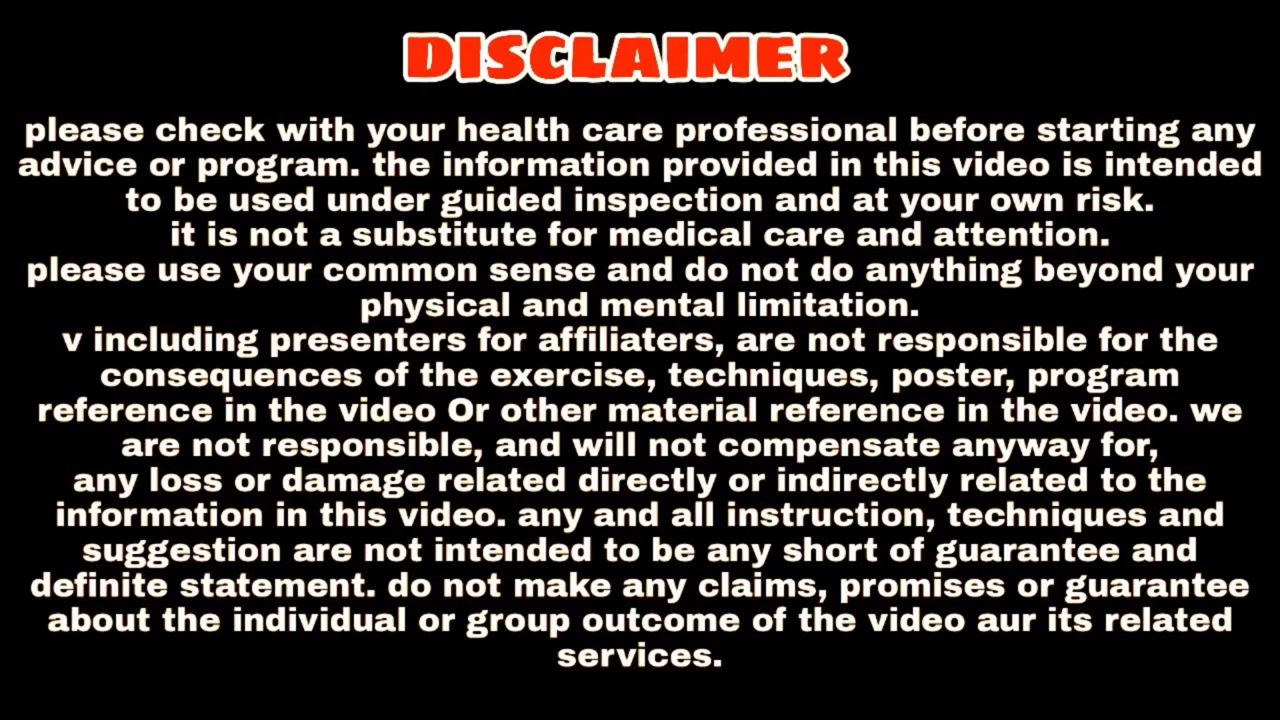 DISCLAIMER
please check with your health care professional before starting any
advice or program. the information provided in this video is intended
to be used under guided inspection and at your own risk.
it is not a substitute for medical care and attention.
please use your common sense and do not do anything beyond your
physical and mental limitation.
v including presenters for affiliaters, are not responsible for the
consequences of the exercise, techniques, poster, program
reference in the video Or other material reference in the video. we
are not responsible, and will not compensate anyway for,
any loss or damage related directly or indirectly related to the
information in this video. any and all instruction, techniques and
suggestion are not intended to be any short of guarantee and
definite statement. do not make any claims, promises or guarantee
about the individual or group outcome of the video aur its related
services.